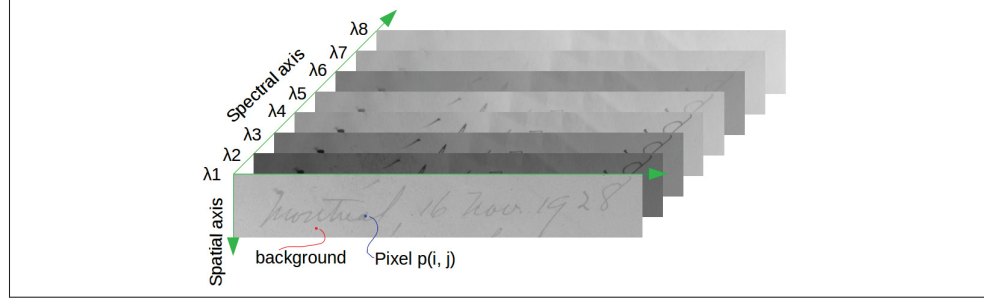 λ8
λ7
λ6
λ5
λ4
λ3
λ2
λ1
Spectral axis
Spatial axis
Montreal, 16 Nov. 1928
background
Pixel p(i, j)